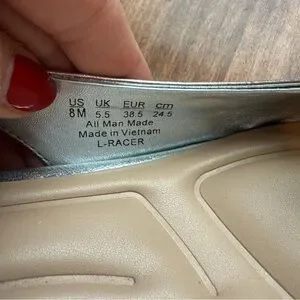 US UK EUR cm
8M 5.5 38.5 24.5
All Man Made
Made in Vietnam
L-RACER